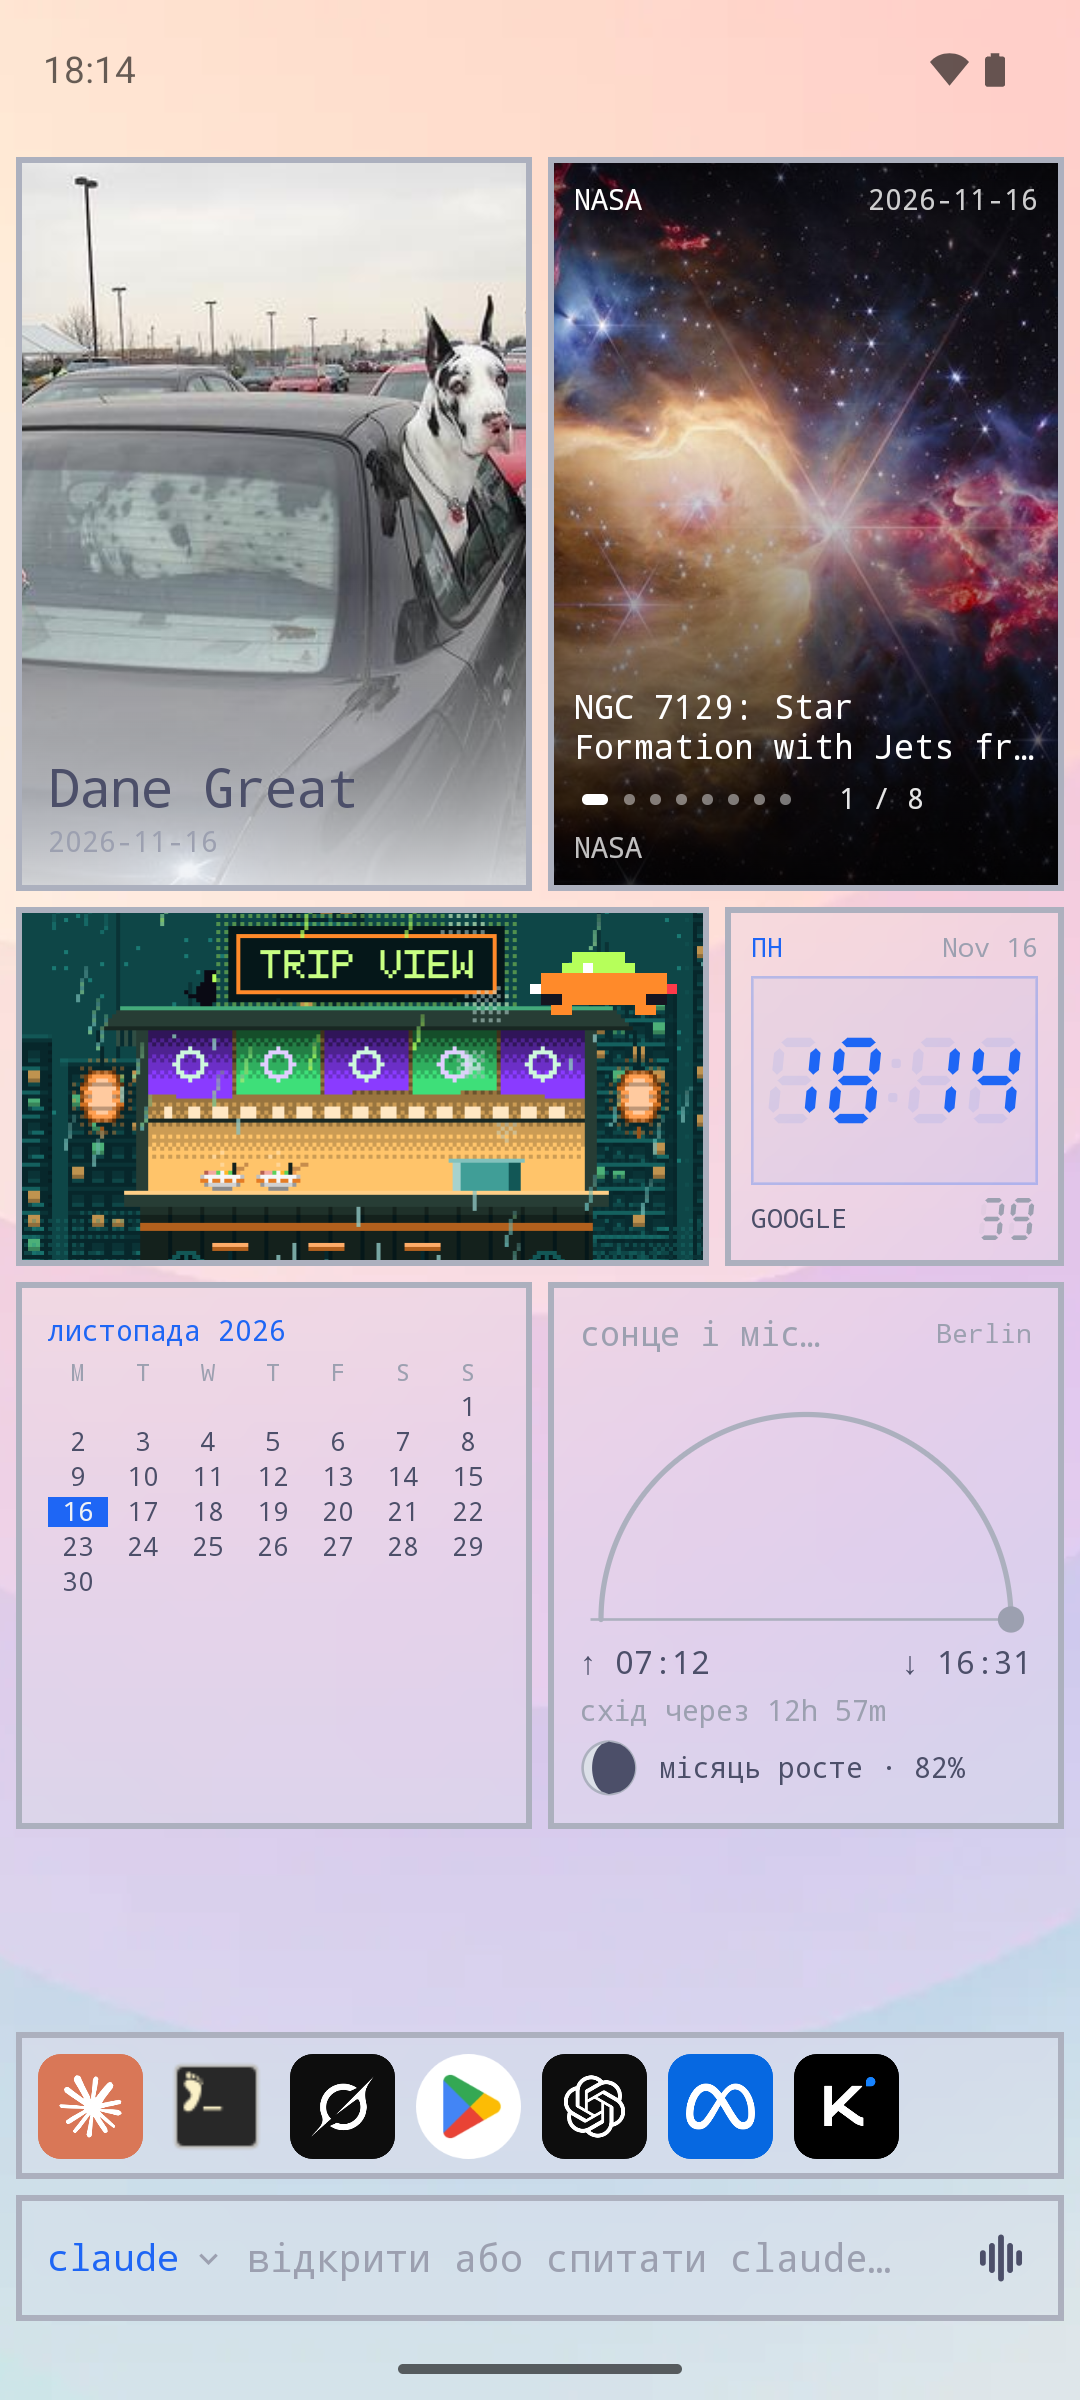 18:14
Dane Great
2026-11-16
NASA 2026-11-16
NGC 7129: Star
Formation with Jets fr…
1 / 8
NASA
TRIP VIEW
ПН Nov 16
18:14
GOOGLE 39
листопада 2026
M T W T F S S
1
2 3 4 5 6 7 8
9 10 11 12 13 14 15
16 17 18 19 20 21 22
23 24 25 26 27 28 29
30
сонце і міс… Berlin
↑ 07:12 ↓ 16:31
схід через 12h 57m
місяць росте · 82%
claude відкрити або спитати claude…